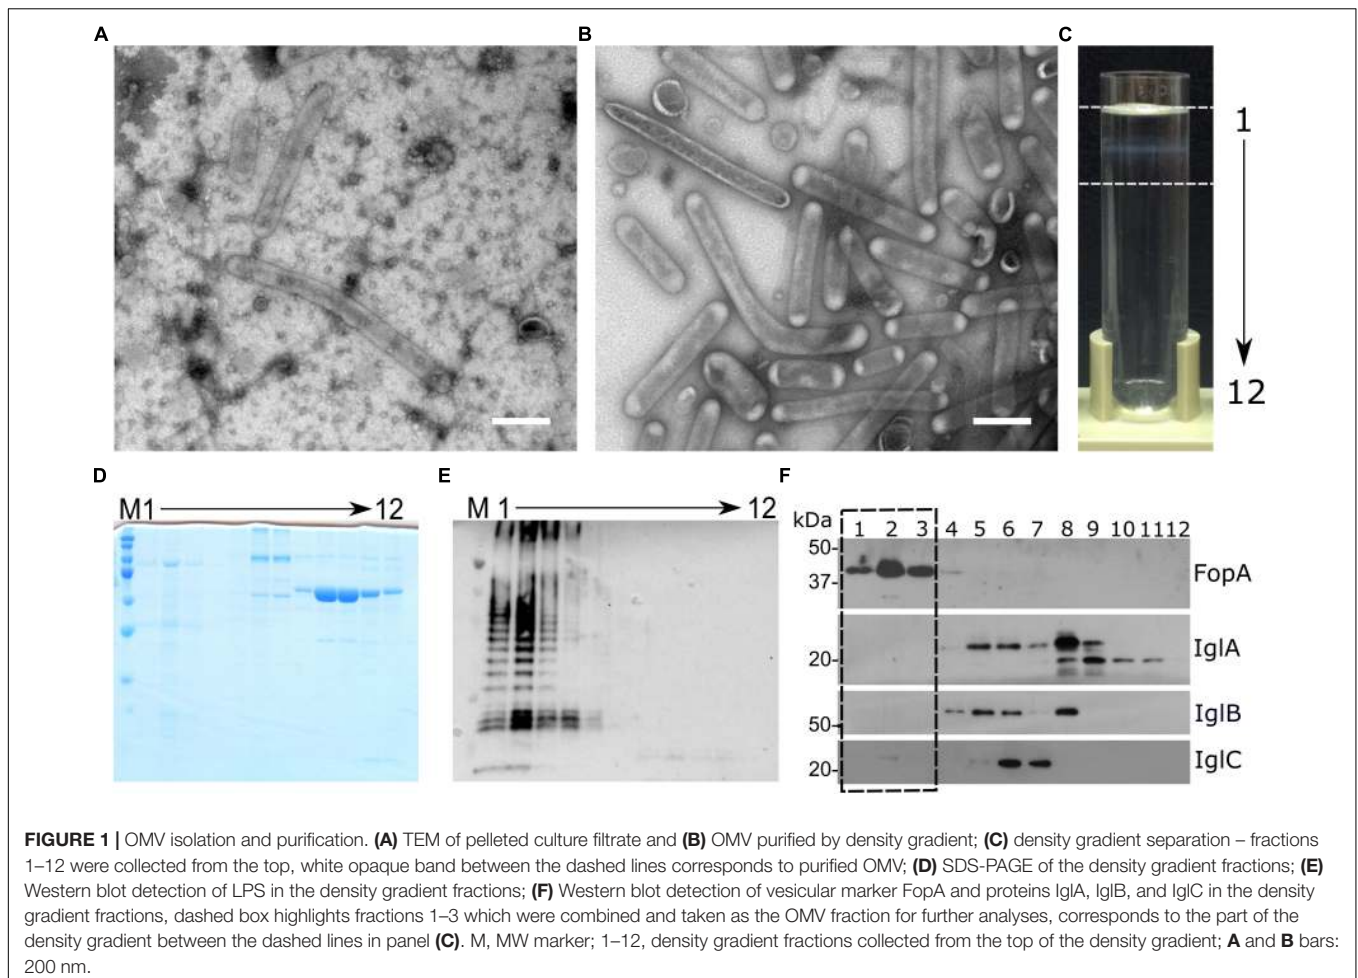 A
B
C
1
12
D
E
F
M1
12
M 1
12
kDa
1 2 3 4 5 6 7 8 9 10 11 12
50-
37-
FopA
20-
IglA
50-
IglB
20-
IglC
FIGURE 1 | OMV isolation and purification. (A) TEM of pelleted culture filtrate and (B) OMV purified by density gradient; (C) density gradient separation – fractions
1–12 were collected from the top, white opaque band between the dashed lines corresponds to purified OMV; (D) SDS-PAGE of the density gradient fractions; (E)
Western blot detection of LPS in the density gradient fractions; (F) Western blot detection of vesicular marker FopA and proteins IglA, IglB, and IglC in the density
gradient fractions, dashed box highlights fractions 1–3 which were combined and taken as the OMV fraction for further analyses, corresponds to the part of the
density gradient between the dashed lines in panel (C). M, MW marker; 1–12, density gradient fractions collected from the top of the density gradient; A and B bars:
200 nm.